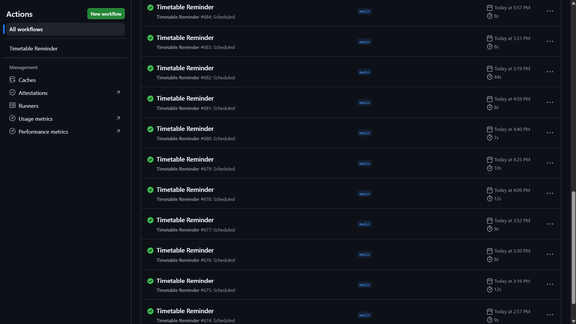 Actions
New workflow
All workflows
Timetable Reminder
Management
Caches
Attestations
Runners
Usage metrics
Performance metrics
Timetable Reminder
Timetable Reminder #684: Scheduled
main
Today at 5:57 PM
8s
Timetable Reminder
Timetable Reminder #683: Scheduled
main
Today at 5:31 PM
8s
Timetable Reminder
Timetable Reminder #682: Scheduled
main
Today at 5:19 PM
44s
Timetable Reminder
Timetable Reminder #681: Scheduled
main
Today at 4:59 PM
8s
Timetable Reminder
Timetable Reminder #680: Scheduled
main
Today at 4:40 PM
7s
Timetable Reminder
Timetable Reminder #679: Scheduled
main
Today at 4:25 PM
10s
Timetable Reminder
Timetable Reminder #678: Scheduled
main
Today at 4:09 PM
12s
Timetable Reminder
Timetable Reminder #677: Scheduled
main
Today at 3:52 PM
9s
Timetable Reminder
Timetable Reminder #676: Scheduled
main
Today at 3:30 PM
8s
Timetable Reminder
Timetable Reminder #675: Scheduled
main
Today at 3:16 PM
12s
Timetable Reminder
Timetable Reminder #674: Scheduled
main
Today at 2:57 PM
9s